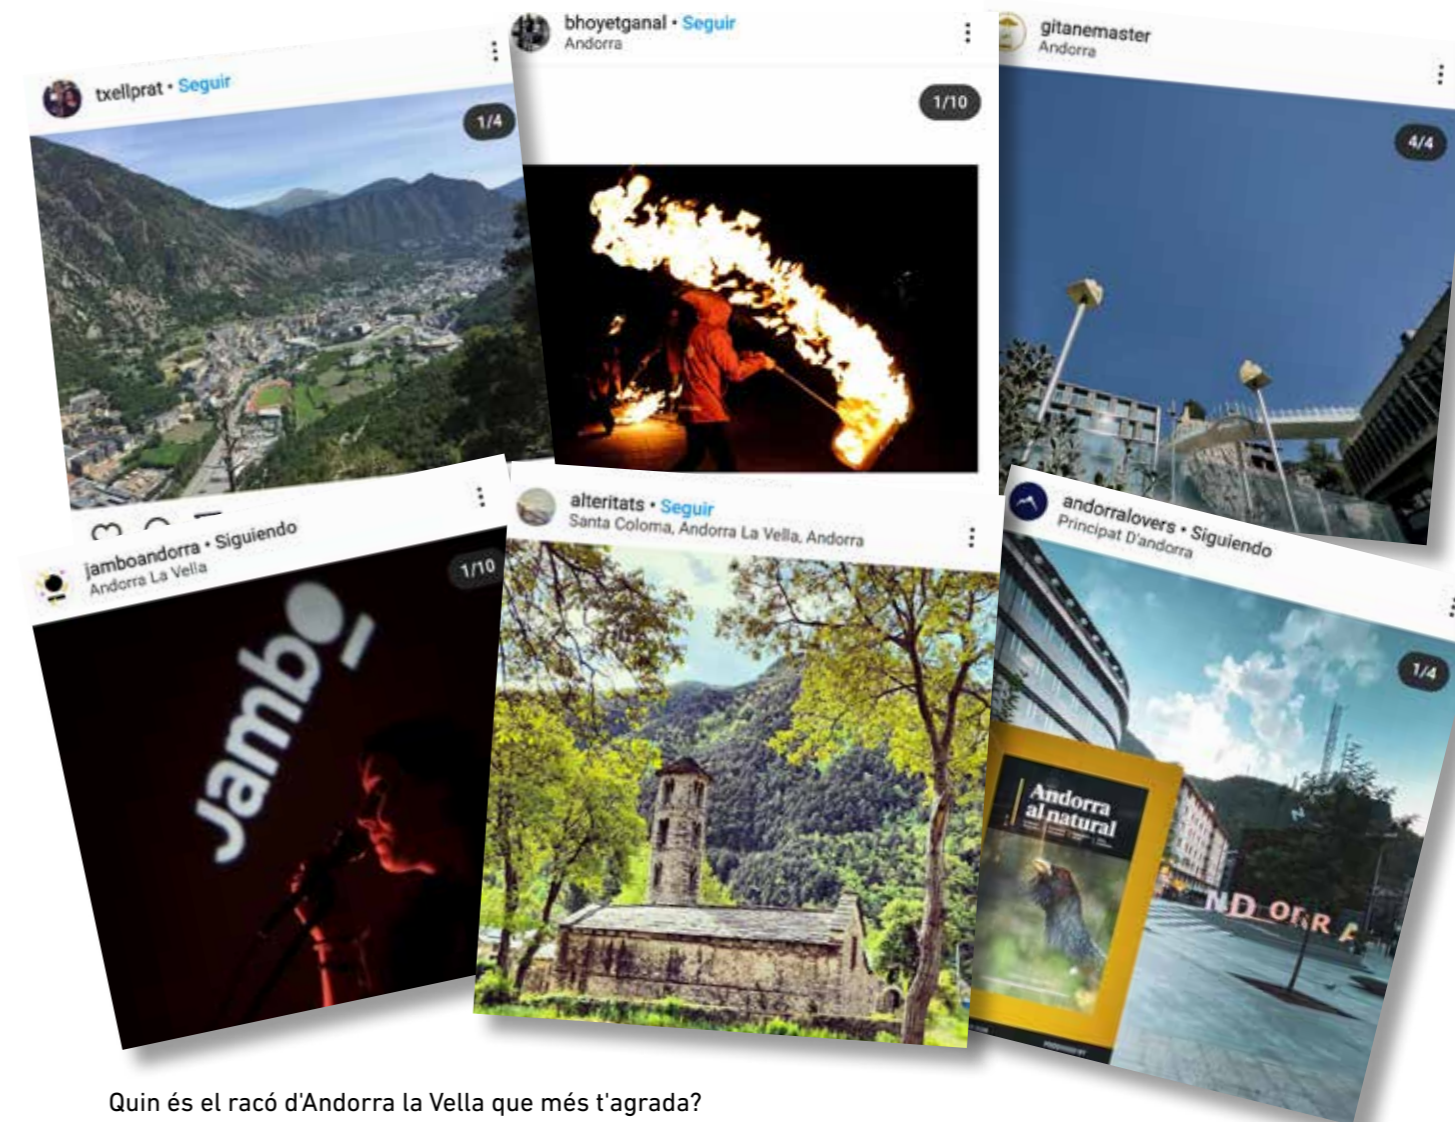 txellprat • Seguir
1/4
bhoyetganal • Seguir
Andorra
1/10
gitanemaster
Andorra
4/4
jamboandorra • Siguiendo
Andorra La Vella
1/10
Jambo
alteritats • Seguir
Santa Coloma, Andorra La Vella, Andorra
andorralovers • Siguiendo
Principat D'andorra
1/4
Andorra
al natural
ND ORR A
Quin és el racó d'Andorra la Vella que més t'agrada?